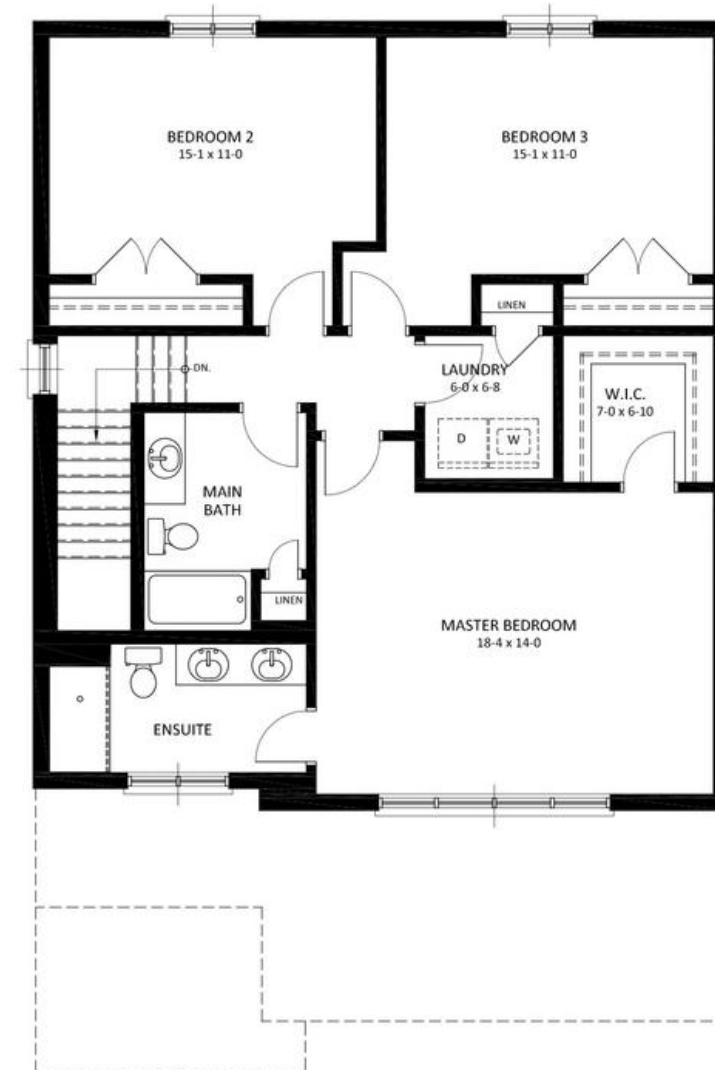 BEDROOM 2
15-1 x 11-0
BEDROOM 3
15-1 x 11-0
LINEN
DN.
LAUNDRY
6-0 x 6-8
W.I.C.
7-0 x 6-10
D
W
MAIN
BATH
LINEN
MASTER BEDROOM
18-4 x 14-0
ENSUITE